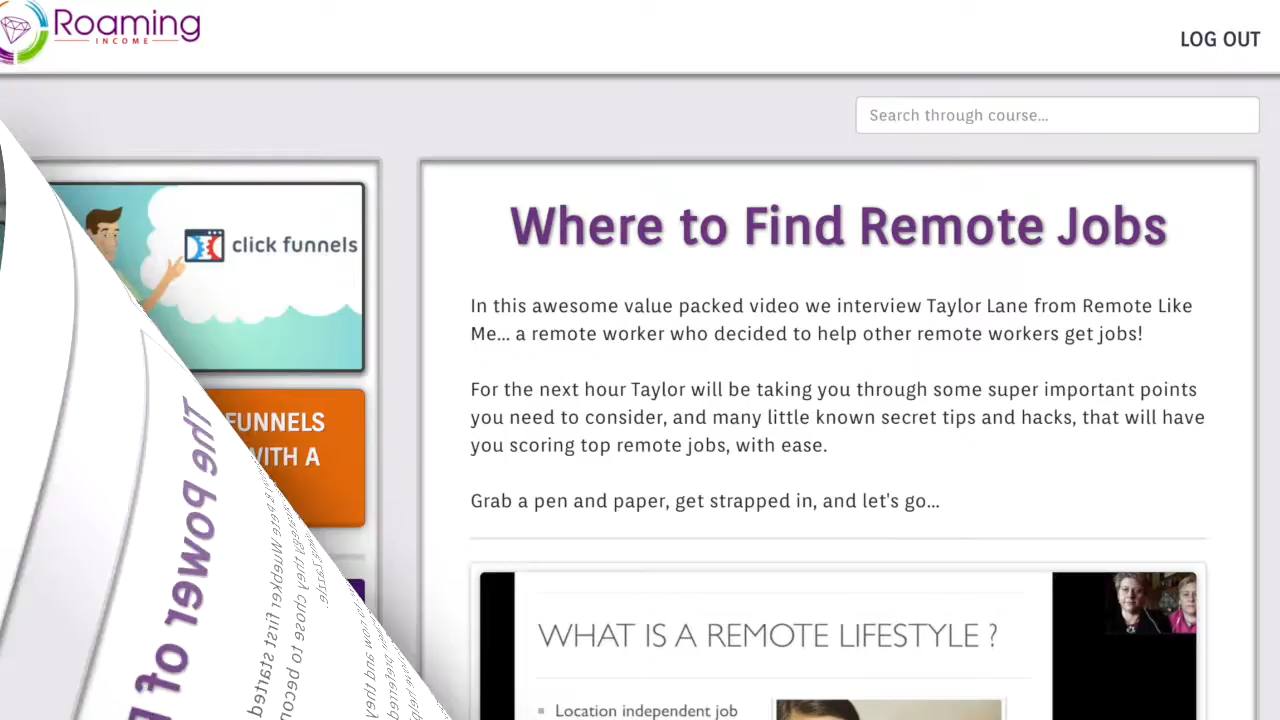 Roaming
INCOME
LOG OUT
Search through course...
click funnels
FUNNELS
WITH A
Where to Find Remote Jobs
In this awesome value packed video we interview Taylor Lane from Remote Like
Me... a remote worker who decided to help other remote workers get jobs!
For the next hour Taylor will be taking you through some super important points
you need to consider, and many little known secret tips and hacks, that will have
you scoring top remote jobs, with ease.
Grab a pen and paper, get strapped in, and let's go...
WHAT IS A REMOTE LIFESTYLE ?
Location independent job
The power of
first started
they chose to